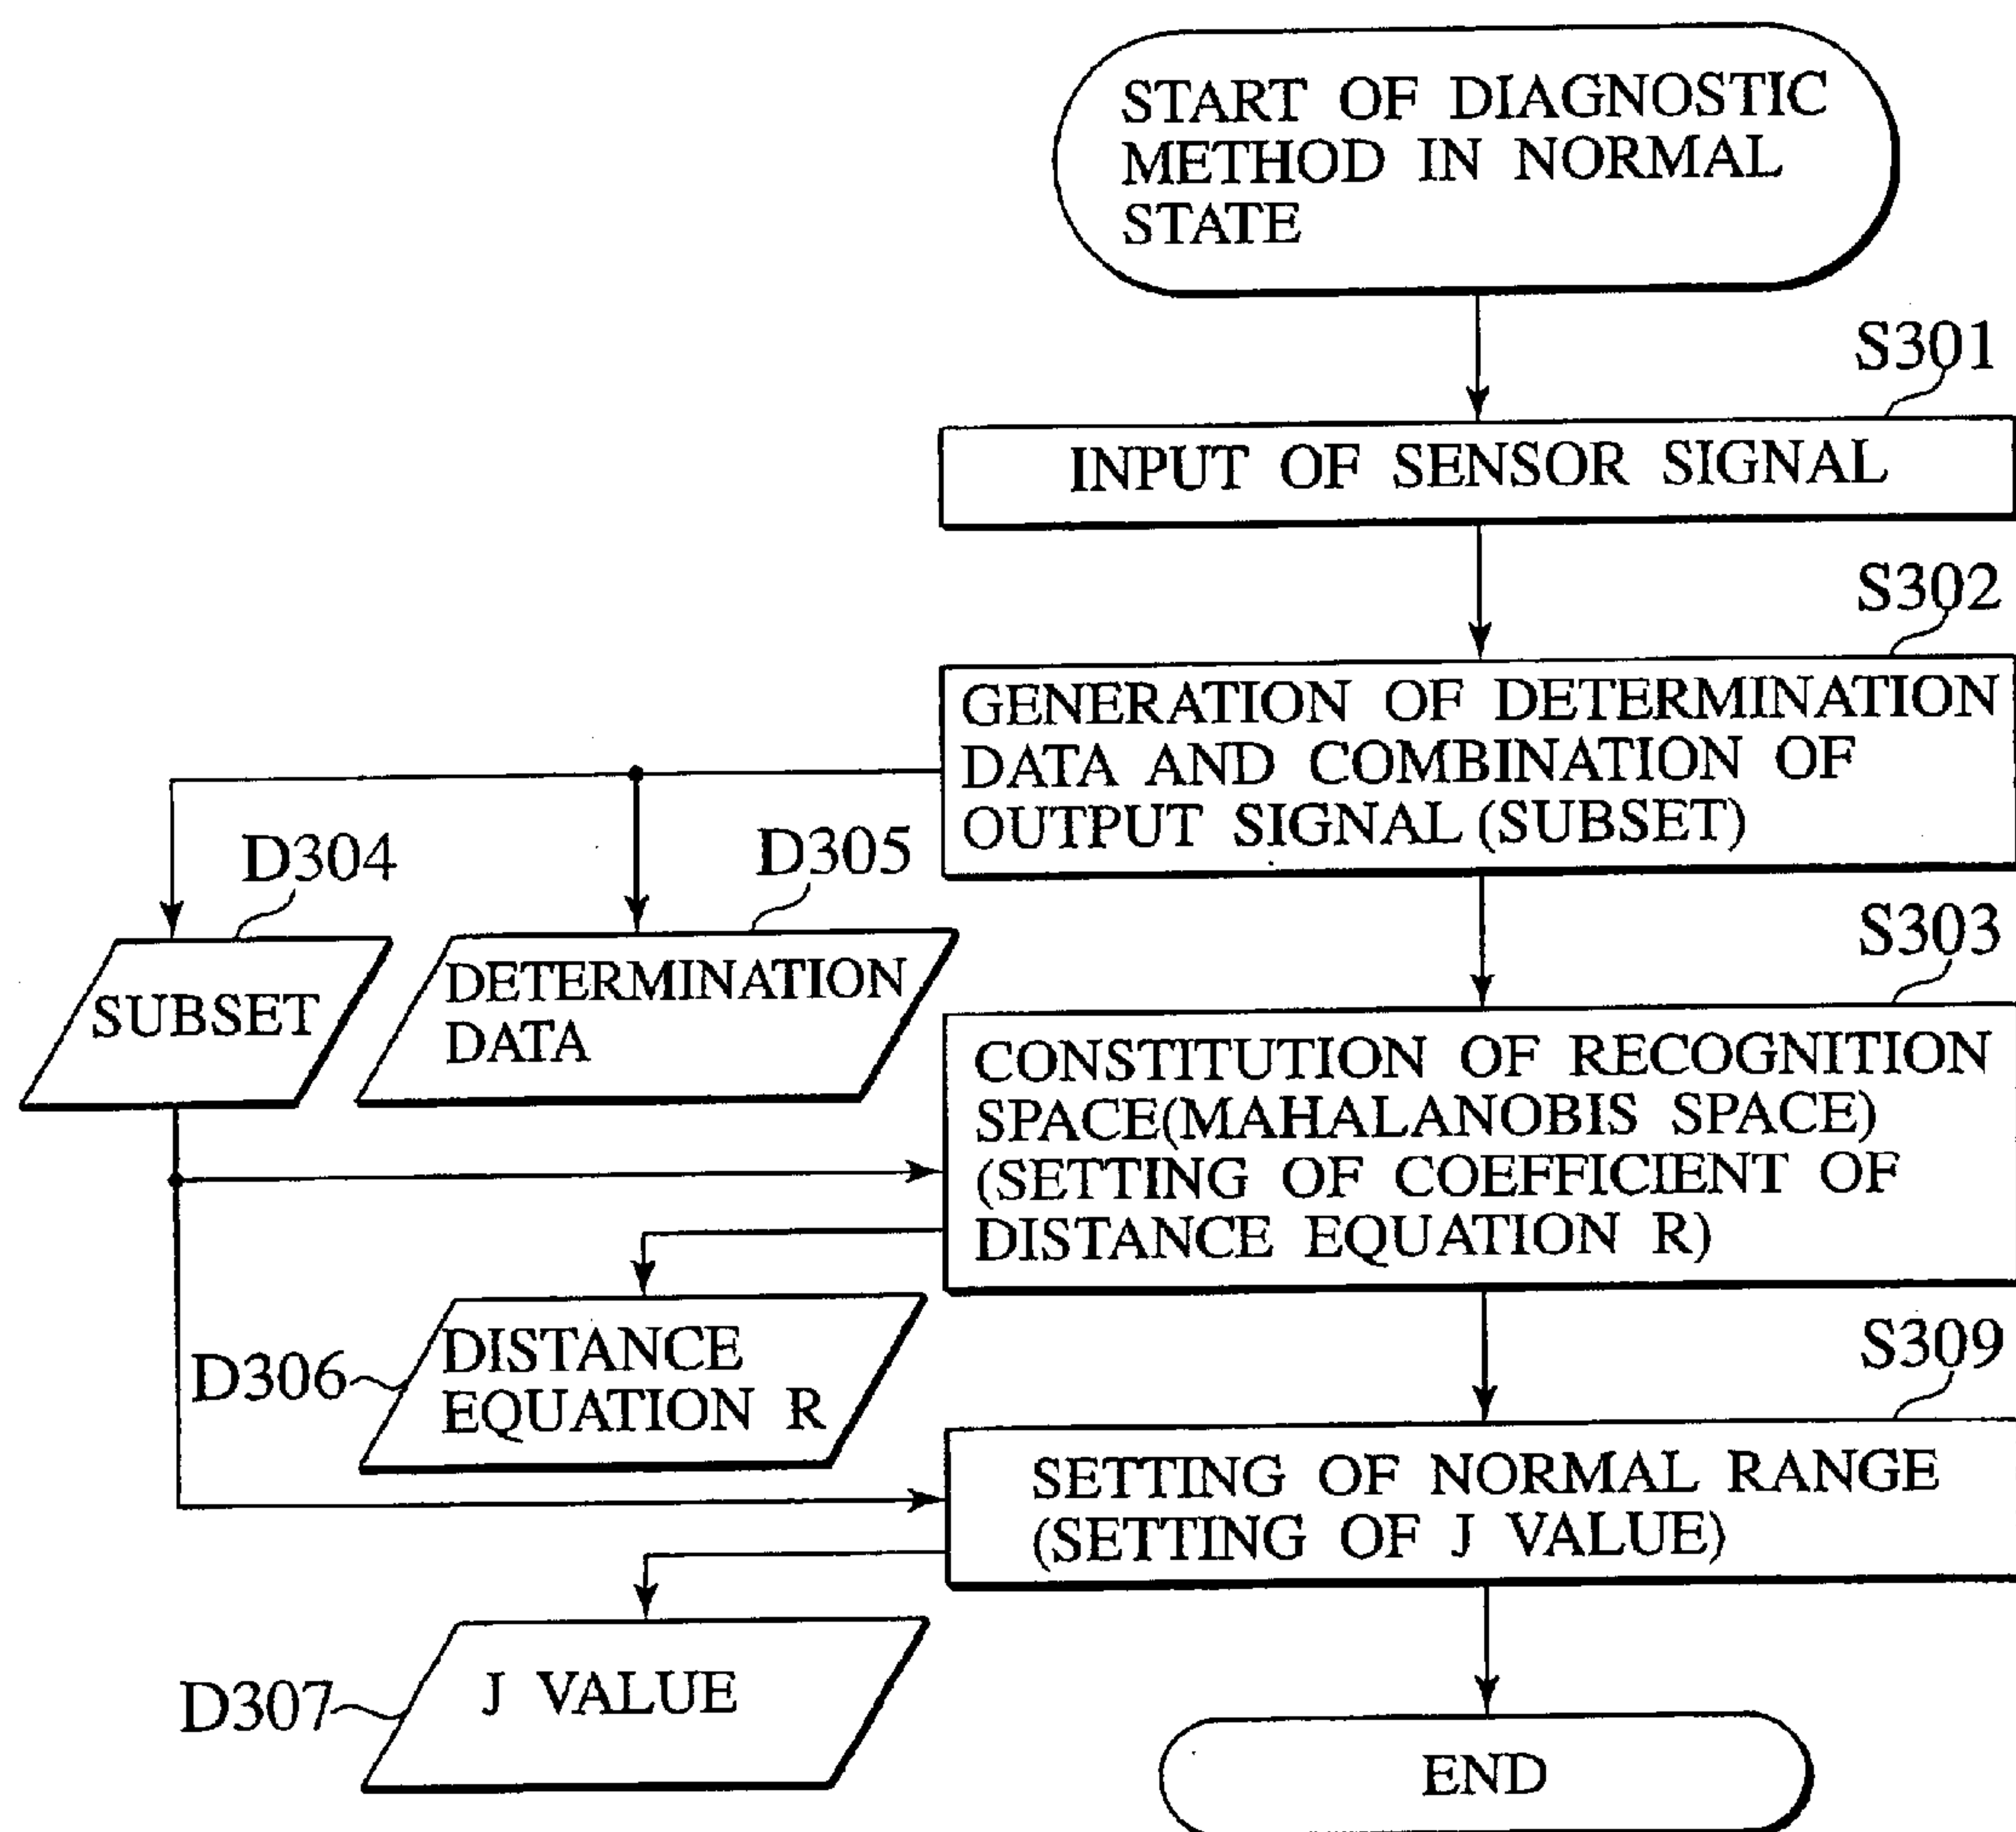 START OF DIAGNOSTIC
METHOD IN NORMAL
STATE
S301
INPUT OF SENSOR SIGNAL
S302
GENERATION OF DETERMINATION
DATA AND COMBINATION OF
OUTPUT SIGNAL (SUBSET)
D304
D305
SUBSET
DETERMINATION
DATA
S303
CONSTITUTION OF RECOGNITION
SPACE(MAHALANOBIS SPACE)
(SETTING OF COEFFICIENT OF
DISTANCE EQUATION R)
D306
DISTANCE
EQUATION R
S309
SETTING OF NORMAL RANGE
(SETTING OF J VALUE)
D307
J VALUE
END